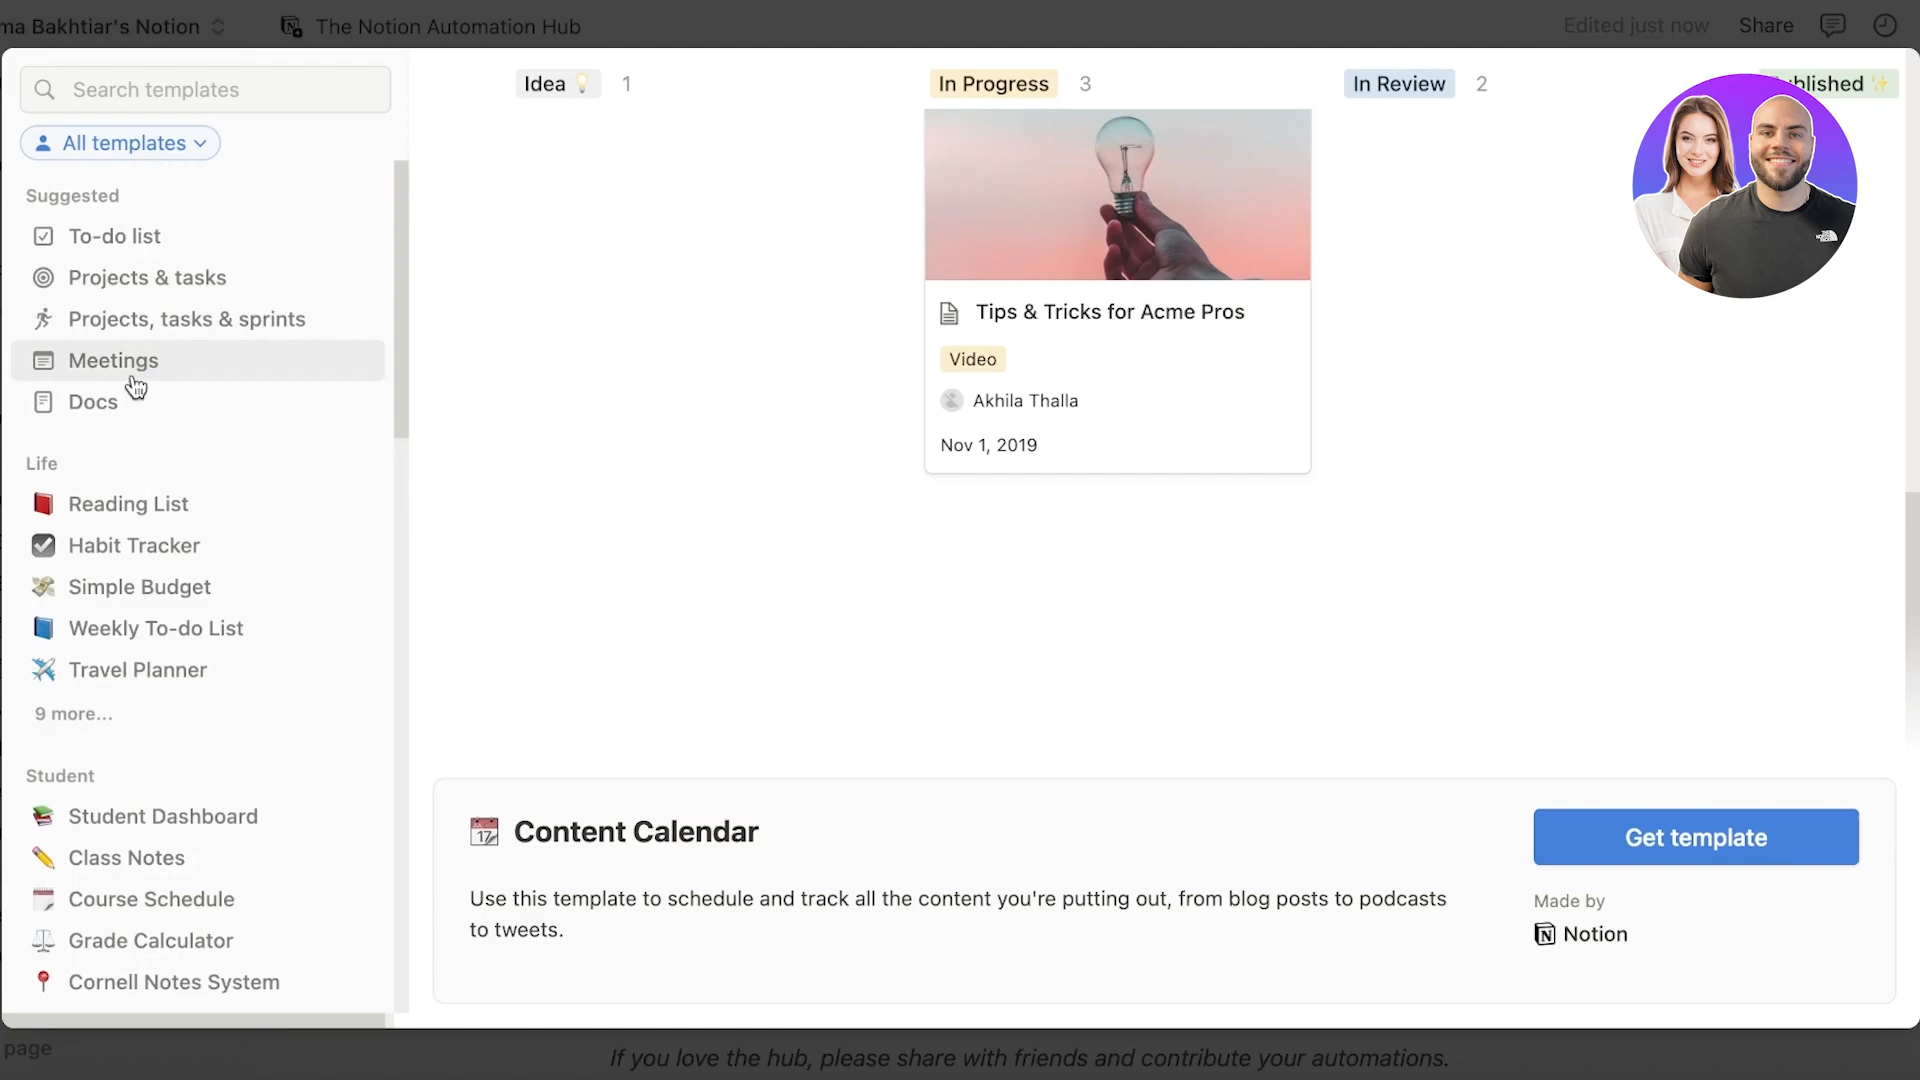 ma Bakhtiar's Notion
The Notion Automation Hub
Edited just now
Share
Search templates
All templates
Suggested
To-do list
Projects & tasks
Projects, tasks & sprints
Meetings
Docs
Life
Reading List
Habit Tracker
Simple Budget
Weekly To-do List
Travel Planner
9 more...
Student
Student Dashboard
Class Notes
Course Schedule
Grade Calculator
Cornell Notes System
Idea 💡 1
In Progress 3
In Review 2
blished ✨
Tips & Tricks for Acme Pros
Video
Akhila Thalla
Nov 1, 2019
17 Content Calendar
Use this template to schedule and track all the content you're putting out, from blog posts to podcasts
to tweets.
Get template
Made by
Notion
page
If you love the hub, please share with friends and contribute your automations.